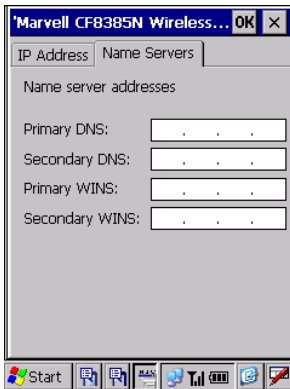 'Marvell CF8385N Wireless... OK ×
IP Address Name Servers
Name server addresses
Primary DNS: . . .
Secondary DNS: . . .
Primary WINS: . . .
Secondary WINS: . . .
Start